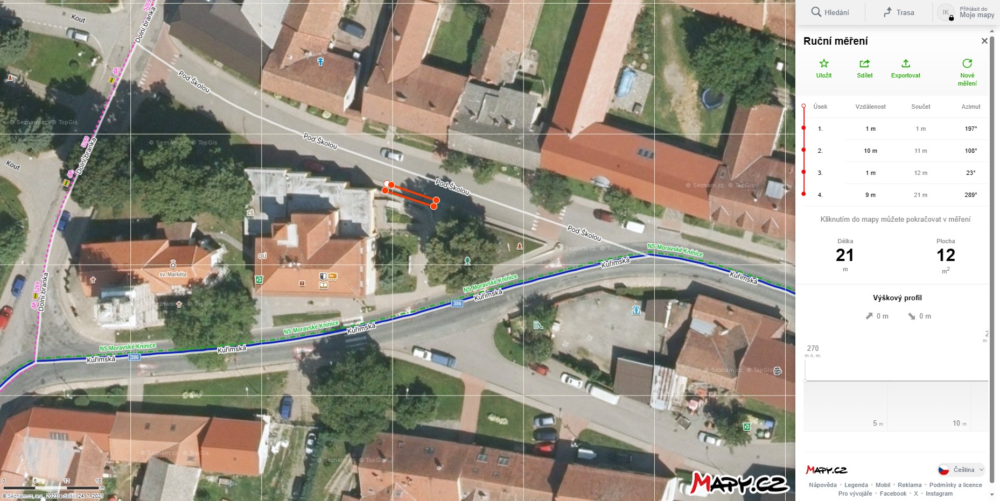 Hledání
Trasa
IK
Přihlásit do
Moje mapy
Ruční měření
Uložit
Sdílet
Exportovat
Nové
měření
Úsek Vzdálenost Součet Azimut
1. 1 m 1 m 197°
2. 10 m 11 m 108°
3. 1 m 12 m 23°
4. 9 m 21 m 289°
Kliknutím do mapy můžete pokračovat v měření
Délka
21
m
Plocha
12
m²
Výškový profil
0 m 0 m
270
m n. m.
2
m
5 m 10 m
Mapy.cz
Čeština
Nápověda • Legenda • Mobil • Reklama • Podmínky a licence
Pro vývojáře • Facebook • X • Instagram
Kout
Dolní branka
5269
Pod Školou
© Seznam.cz, © TopGis
© Seznam.cz, © TopGis
5269
Dolní branka
Kout
Pod Školou
Pod Školou
© Seznam.cz, © TopGis
ZŠ
Pod Školou
Seznam.cz, © TopGis
NS Moravské Knínice
OÚ
sv. Markéta
Kuřimská
Kuřimská
5269
Dolní branka
NS Moravské Knínice
Kuřimská
386
Seznam.cz, © TopGis
NS Moravské Knínice
Kuřimská
NS Moravské Knínice
Kuřimská
386
Kuřimská
© Seznam.cz, © TopGis
© Seznam.cz, © TopGis
© Seznam.cz, © TopGis
0 6 12 18
m
© Seznam.cz, a.s., 2023 a další | 24. 7. 2021
Mapy.cz